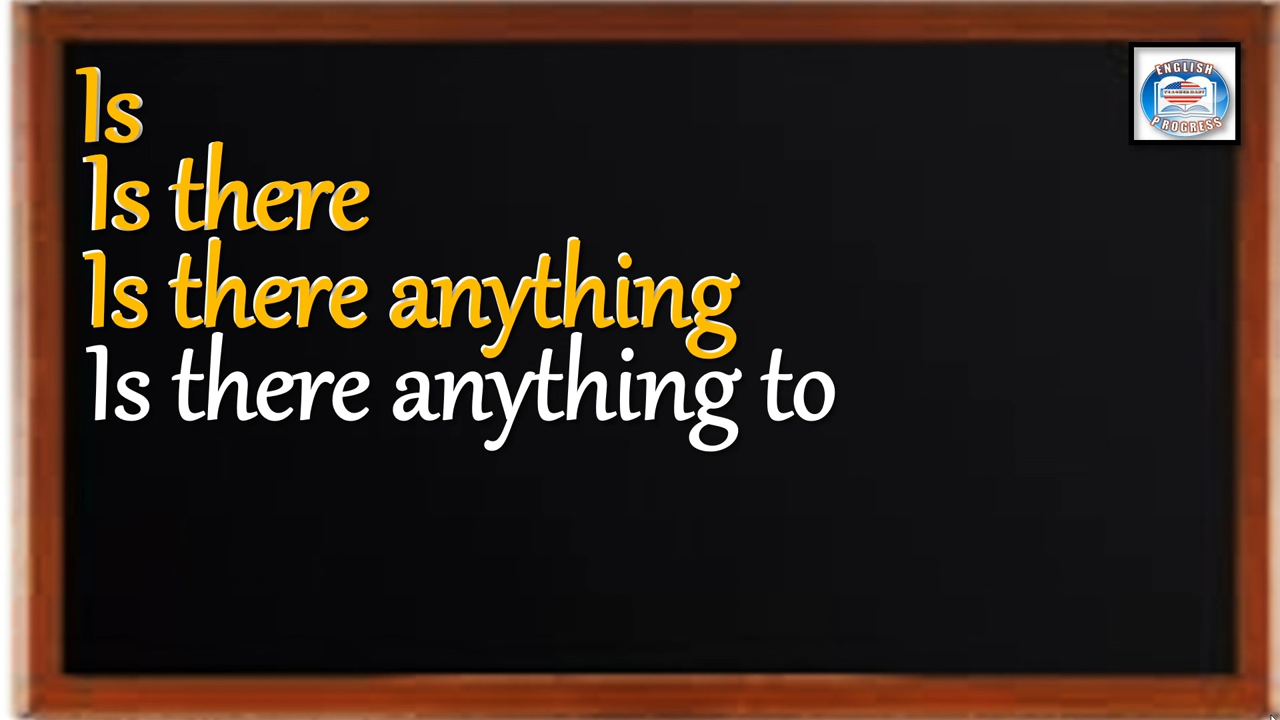 Is
Is there
Is there anything
Is there anything to
ENGLISH
PROGRESS